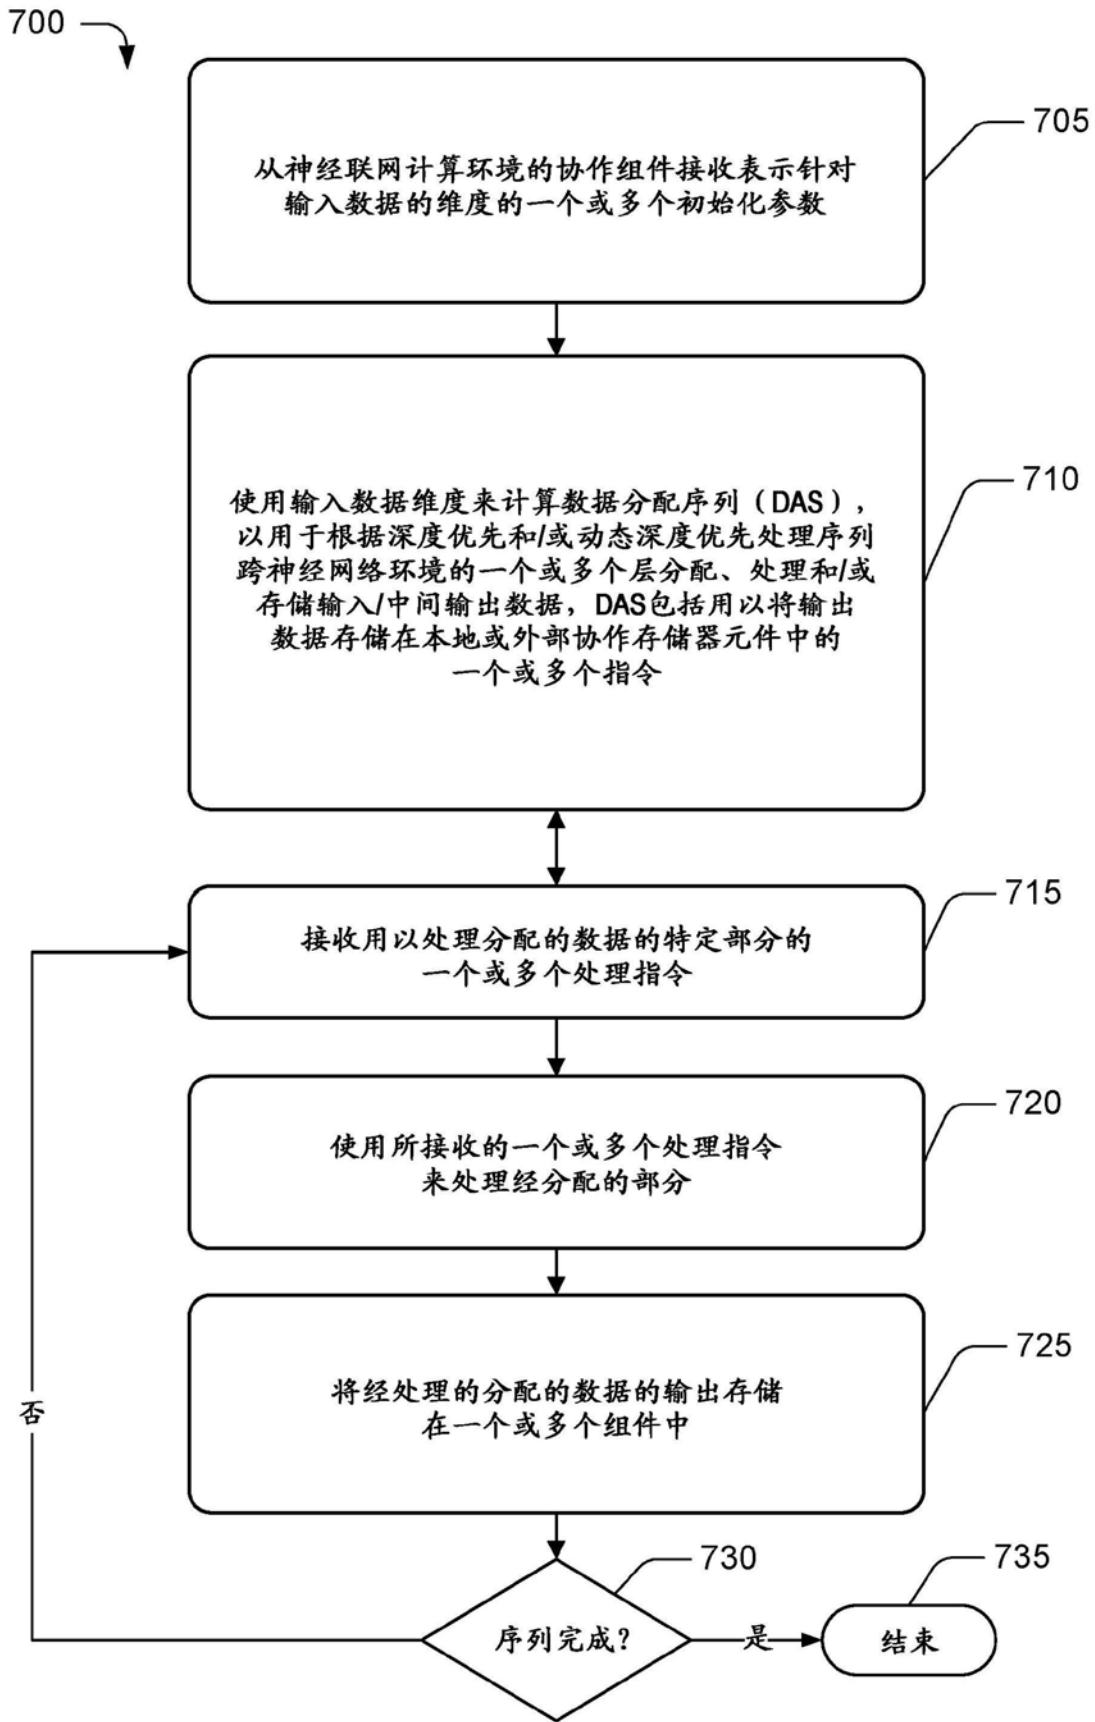 700
705
从神经联网计算环境的协作组件接收表示针对
输入数据的维度的一个或多个初始化参数
710
使用输入数据维度来计算数据分配序列（DAS），
以用于根据深度优先和/或动态深度优先处理序列
跨神经网络环境的一个或多个层分配、处理和/或
存储输入/中间输出数据，DAS包括用以将输出
数据存储在本地或外部协作存储器元件中的
一个或多个指令
715
接收用以处理分配的数据的特定部分的
一个或多个处理指令
720
使用所接收的一个或多个处理指令
来处理经分配的部分
725
将经处理的分配的数据的输出存储
在一个或多个组件中
否
730
735
序列完成？
是
结束